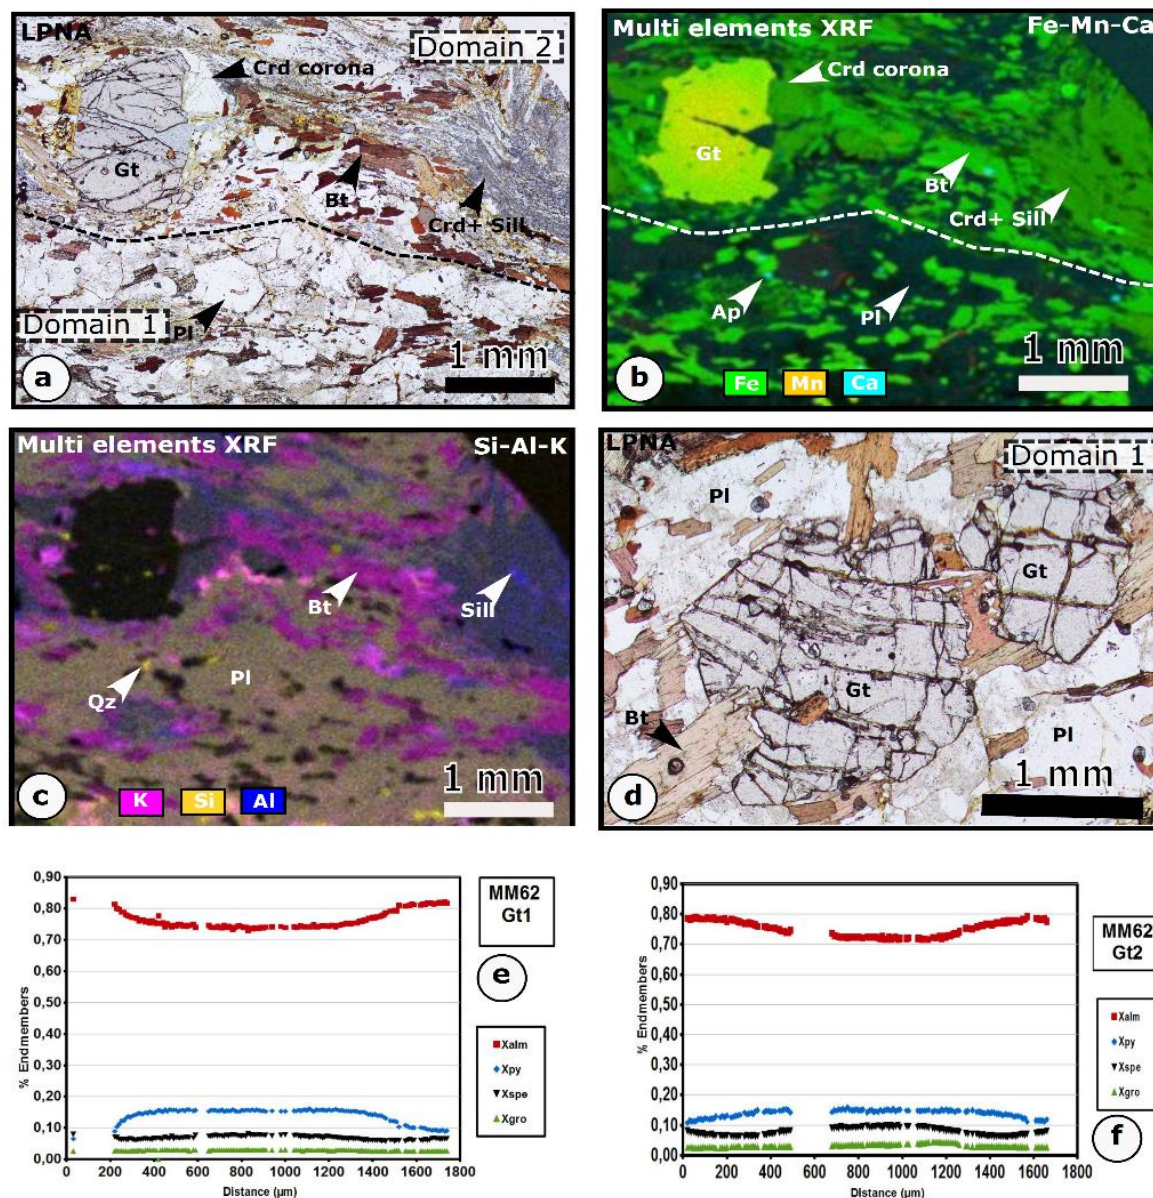 LPNA
Domain 2
Crd corona
Gt
Bt
Crd+ Sill
Domain 1
Pl
1 mm
a
Multi elements XRF
Fe-Mn-Ca
Crd corona
Gt
Bt
Crd+ Sill
Ap
Pl
1 mm
b
Fe
Mn
Ca
Multi elements XRF
Si-Al-K
Bt
Sill
Qz
Pl
1 mm
c
K
Si
Al
LPNA
Domain 1
Pl
Gt
Gt
Bt
Pl
1 mm
d
0,90
0,80
0,70
0,60
0,50
0,40
0,30
0,20
0,10
0,00
% Endmembers
0 200 400 600 800 1000 1200 1400 1600 1800
Distance (µm)
MM62
Gt1
e
Xalm
Xpy
Xspe
Xgro
0,90
0,80
0,70
0,60
0,50
0,40
0,30
0,20
0,10
0,00
% Endmembers
0 200 400 600 800 1000 1200 1400 1600 1800
Distance (µm)
MM62
Gt2
Xalm
Xpy
Xspe
Xgro
f